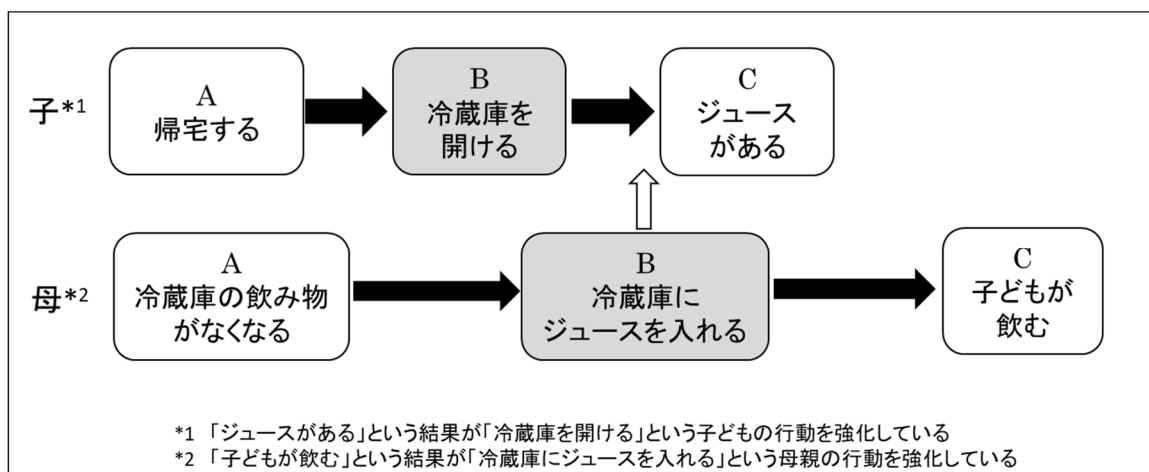 子*1
A
帰宅する
B
冷蔵庫を
開ける
C
ジュース
がある
母*2
A
冷蔵庫の飲み物
がなくなる
B
冷蔵庫に
ジュースを入れる
C
子どもが
飲む
*1 「ジュースがある」という結果が「冷蔵庫を開ける」という子どもの行動を強化している
*2 「子どもが飲む」という結果が「冷蔵庫にジュースを入れる」という母親の行動を強化している